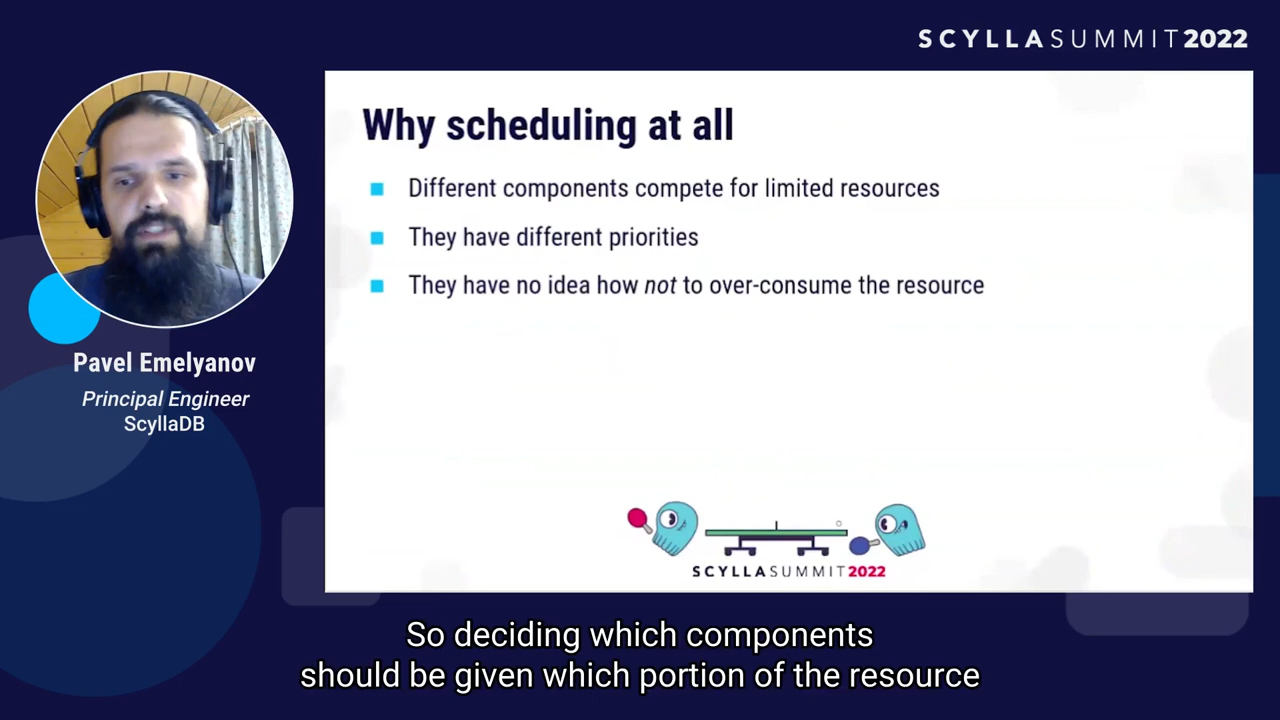 SCYLLASUMMIT2022
Why scheduling at all
Different components compete for limited resources
They have different priorities
They have no idea how not to over-consume the resource
Pavel Emelyanov
Principal Engineer
ScyllaDB
SCYLLASUMMIT2022
So deciding which components
should be given which portion of the resource